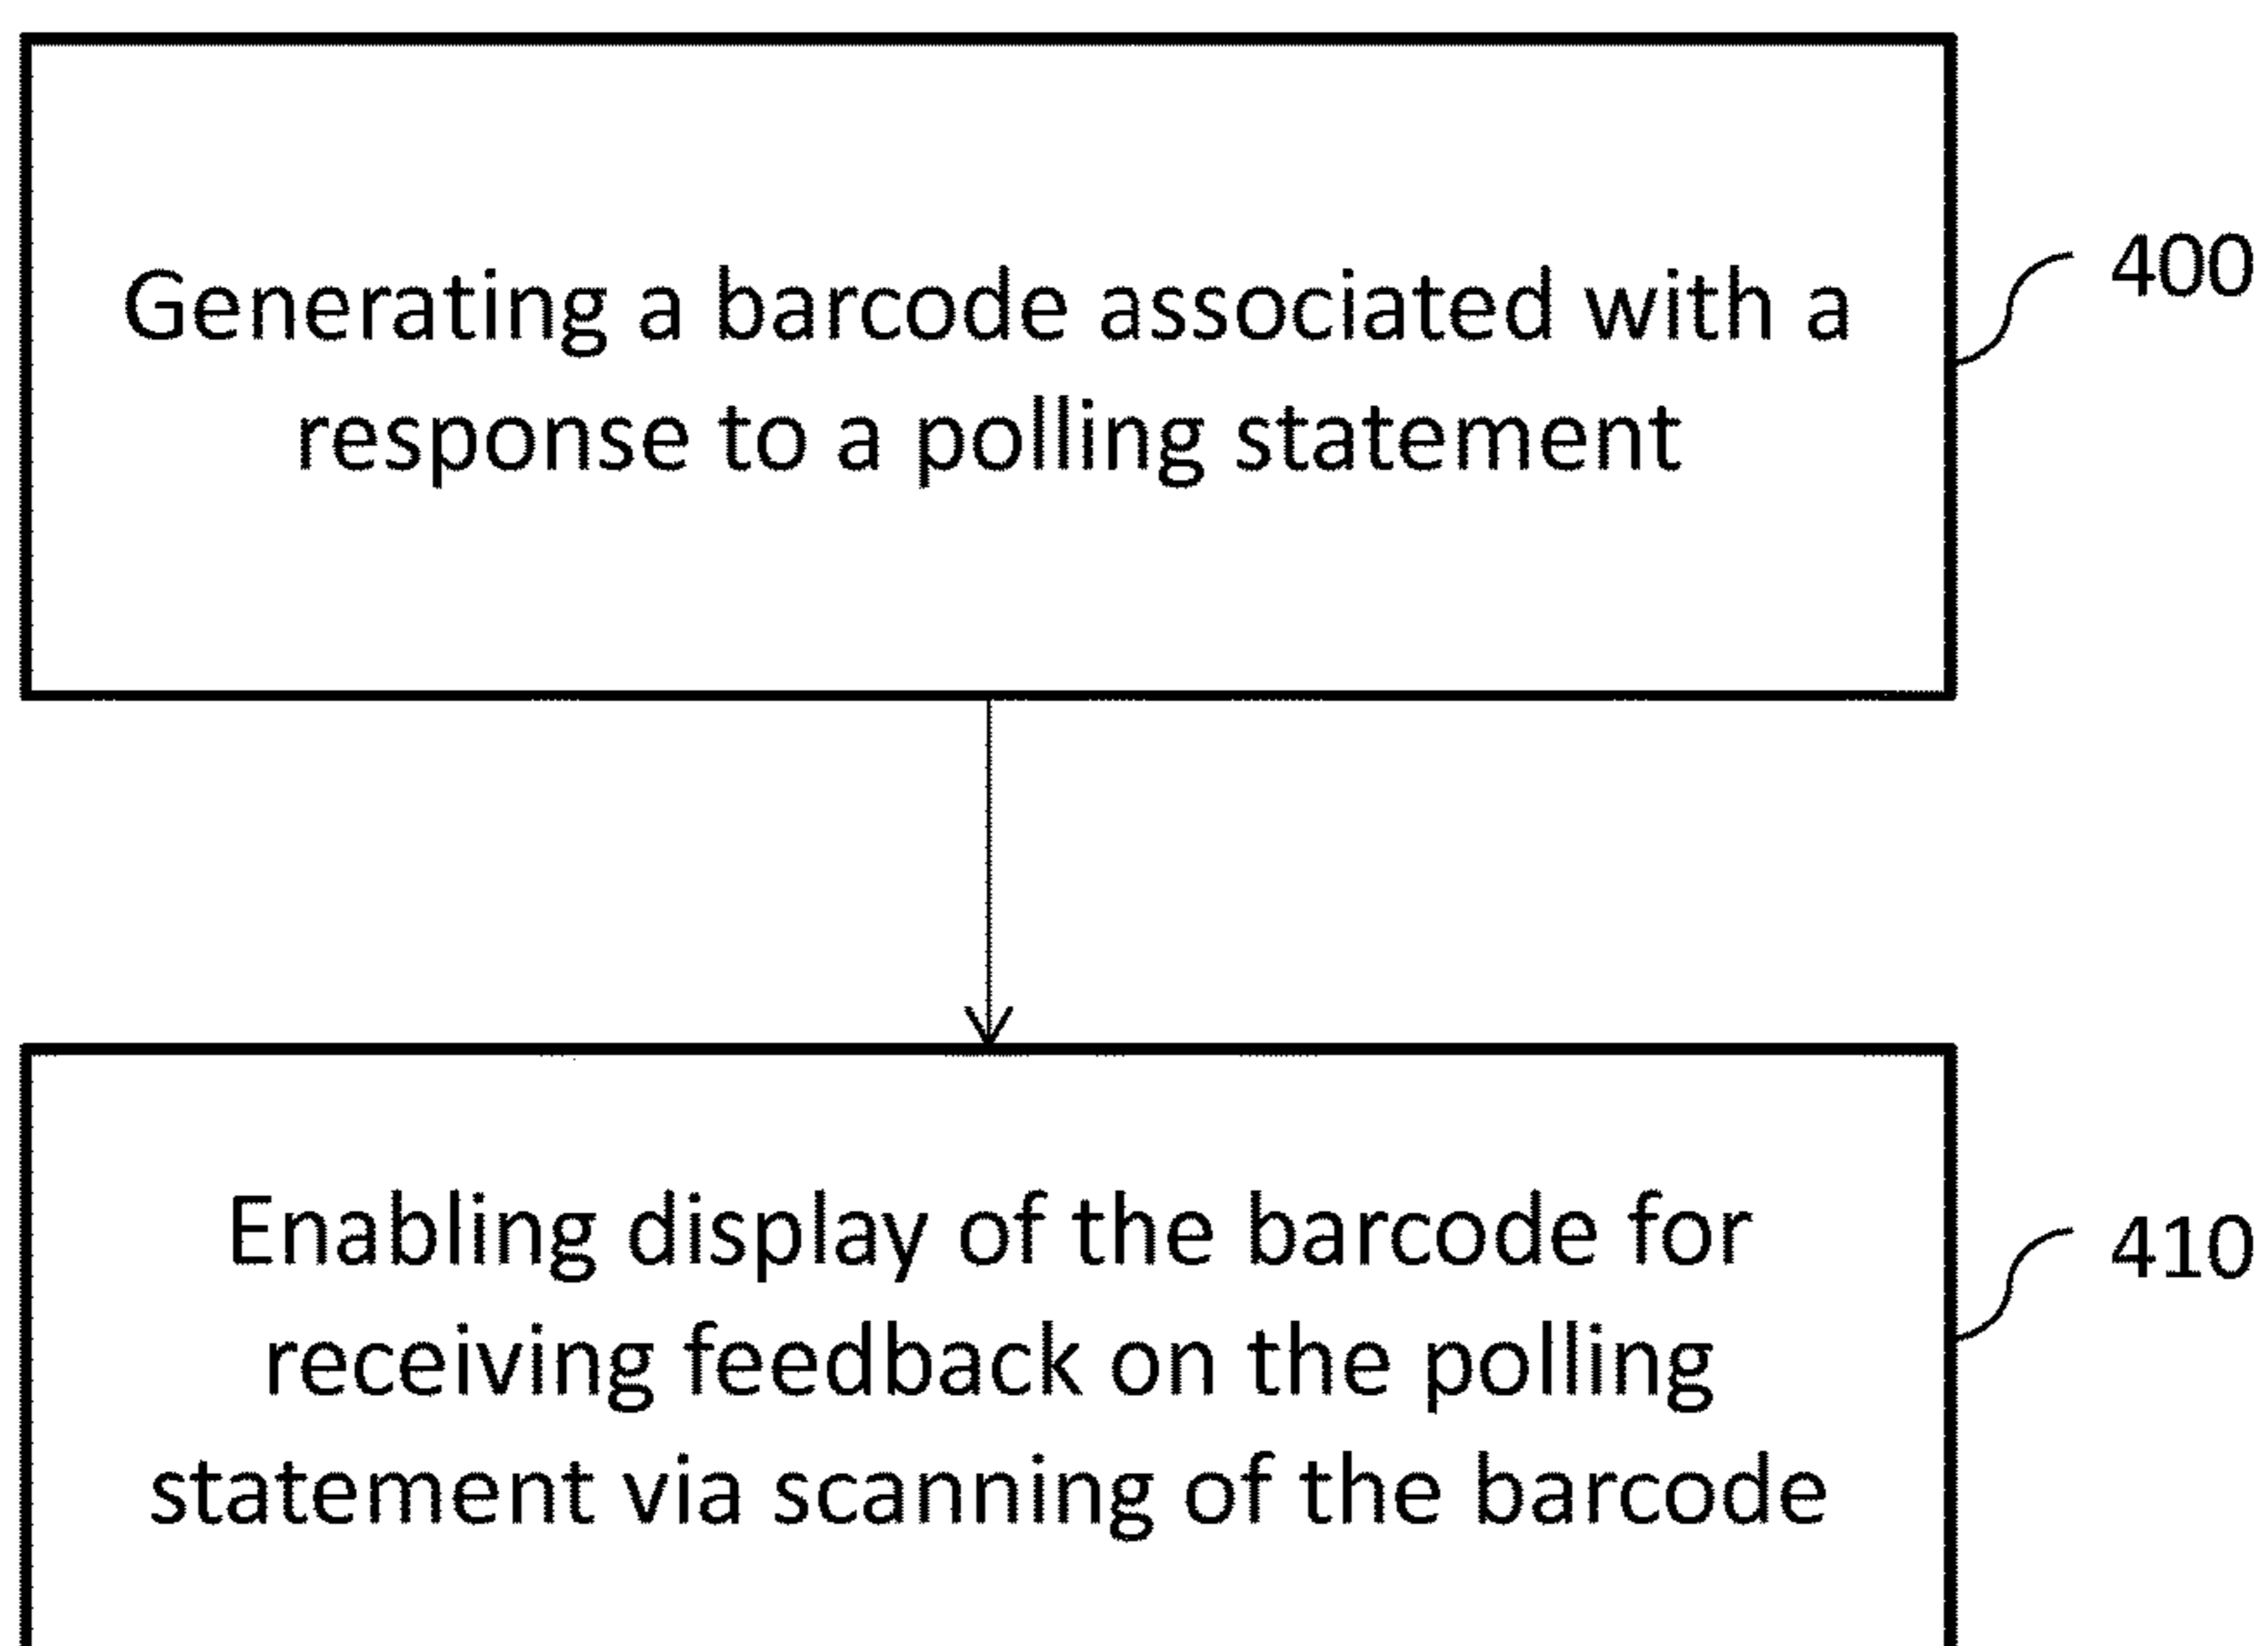 Generating a barcode associated with a
response to a polling statement
400
Enabling display of the barcode for
receiving feedback on the polling
statement via scanning of the barcode
410